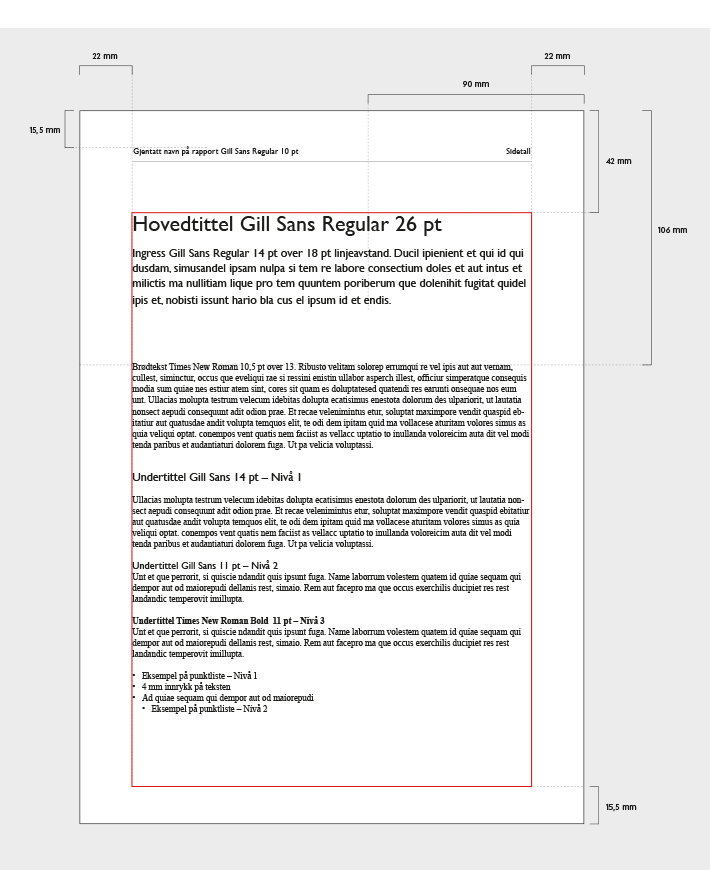 22 mm
22 mm
90 mm
15,5 mm
42 mm
Gjentatt navn på rapport Gill Sans Regular 10 pt
Sidetall
106 mm
Hovedtittel Gill Sans Regular 26 pt
Ingress Gill Sans Regular 14 pt over 18 pt linjeavstand. Ducil ipienient et qui id qui
dusdam, simusandel ipsam nulpa si tem re labore consectium doles et aut intus et
milictis ma nullitiam lique pro tem quuntem poriberum que dolenihit fugitat quidel
ipis et, nobisti issunt hario bla cus el ipsum id et endis.
Brødtekst Times New Roman 10,5 pt over 13. Ribusto velitam solorep errumqui re vel ipis aut aut vernam,
cullest, siminctur, occus que eveliqui rae si ressini enistin ullabor asperch illest, officiur simperatque consequis
modia sum quiae nes estiur atem sint, cores sit quam es doluptatesed quatendi res earunti onsequae nos eum
unt. Ullacias molupta testrum velecum idebitas dolupta ecatisimus enestota dolorum des ulpariorit, ut lautatia
nonsect aepudi consequunt adit odion prae. Et recae velenimintus etur, soluptat maximpore vendit quaspid eb-
itatiur aut quatusdae andit volupta temquos elit, te odi dem ipitam quid ma vollacese aturitam volores simus as
quia veliqui optat. conempos vent quatis nem faciist as vellacc uptatio to inullanda voloreicim auta dit vel modi
tenda paribus et audantiaturi dolorem fuga. Ut pa velicia voluptassi.
Undertittel Gill Sans 14 pt – Nivå 1
Ullacias molupta testrum velecum idebitas dolupta ecatisimus enestota dolorum des ulpariorit, ut lautatia non-
sect aepudi consequunt adit odion prae. Et recae velenimintus etur, soluptat maximpore vendit quaspid ebitatiur
aut quatusdae andit volupta temquos elit, te odi dem ipitam quid ma vollacese aturitam volores simus as quia
veliqui optat. conempos vent quatis nem faciist as vellacc uptatio to inullanda voloreicim auta dit vel modi
tenda paribus et audantiaturi dolorem fuga. Ut pa velicia voluptassi.
Undertittel Gill Sans 11 pt – Nivå 2
Unt et que perrorit, si quiscie ndandit quis ipsunt fuga. Name laborrum volestem quatem id quiae sequam qui
dempor aut od maiorepudi dellanis rest, simaio. Rem aut facepro ma que occus exerchilis ducipiet res rest
landandic temperovit imillupta.
Undertittel Times New Roman Bold 11 pt – Nivå 3
Unt et que perrorit, si quiscie ndandit quis ipsunt fuga. Name laborrum volestem quatem id quiae sequam qui
dempor aut od maiorepudi dellanis rest, simaio. Rem aut facepro ma que occus exerchilis ducipiet res rest
landandic temperovit imillupta.
• Eksempel på punktliste – Nivå 1
• 4 mm innrykk på teksten
• Ad quiae sequam qui dempor aut od maiorepudi
• Eksempel på punktliste – Nivå 2
15,5 mm